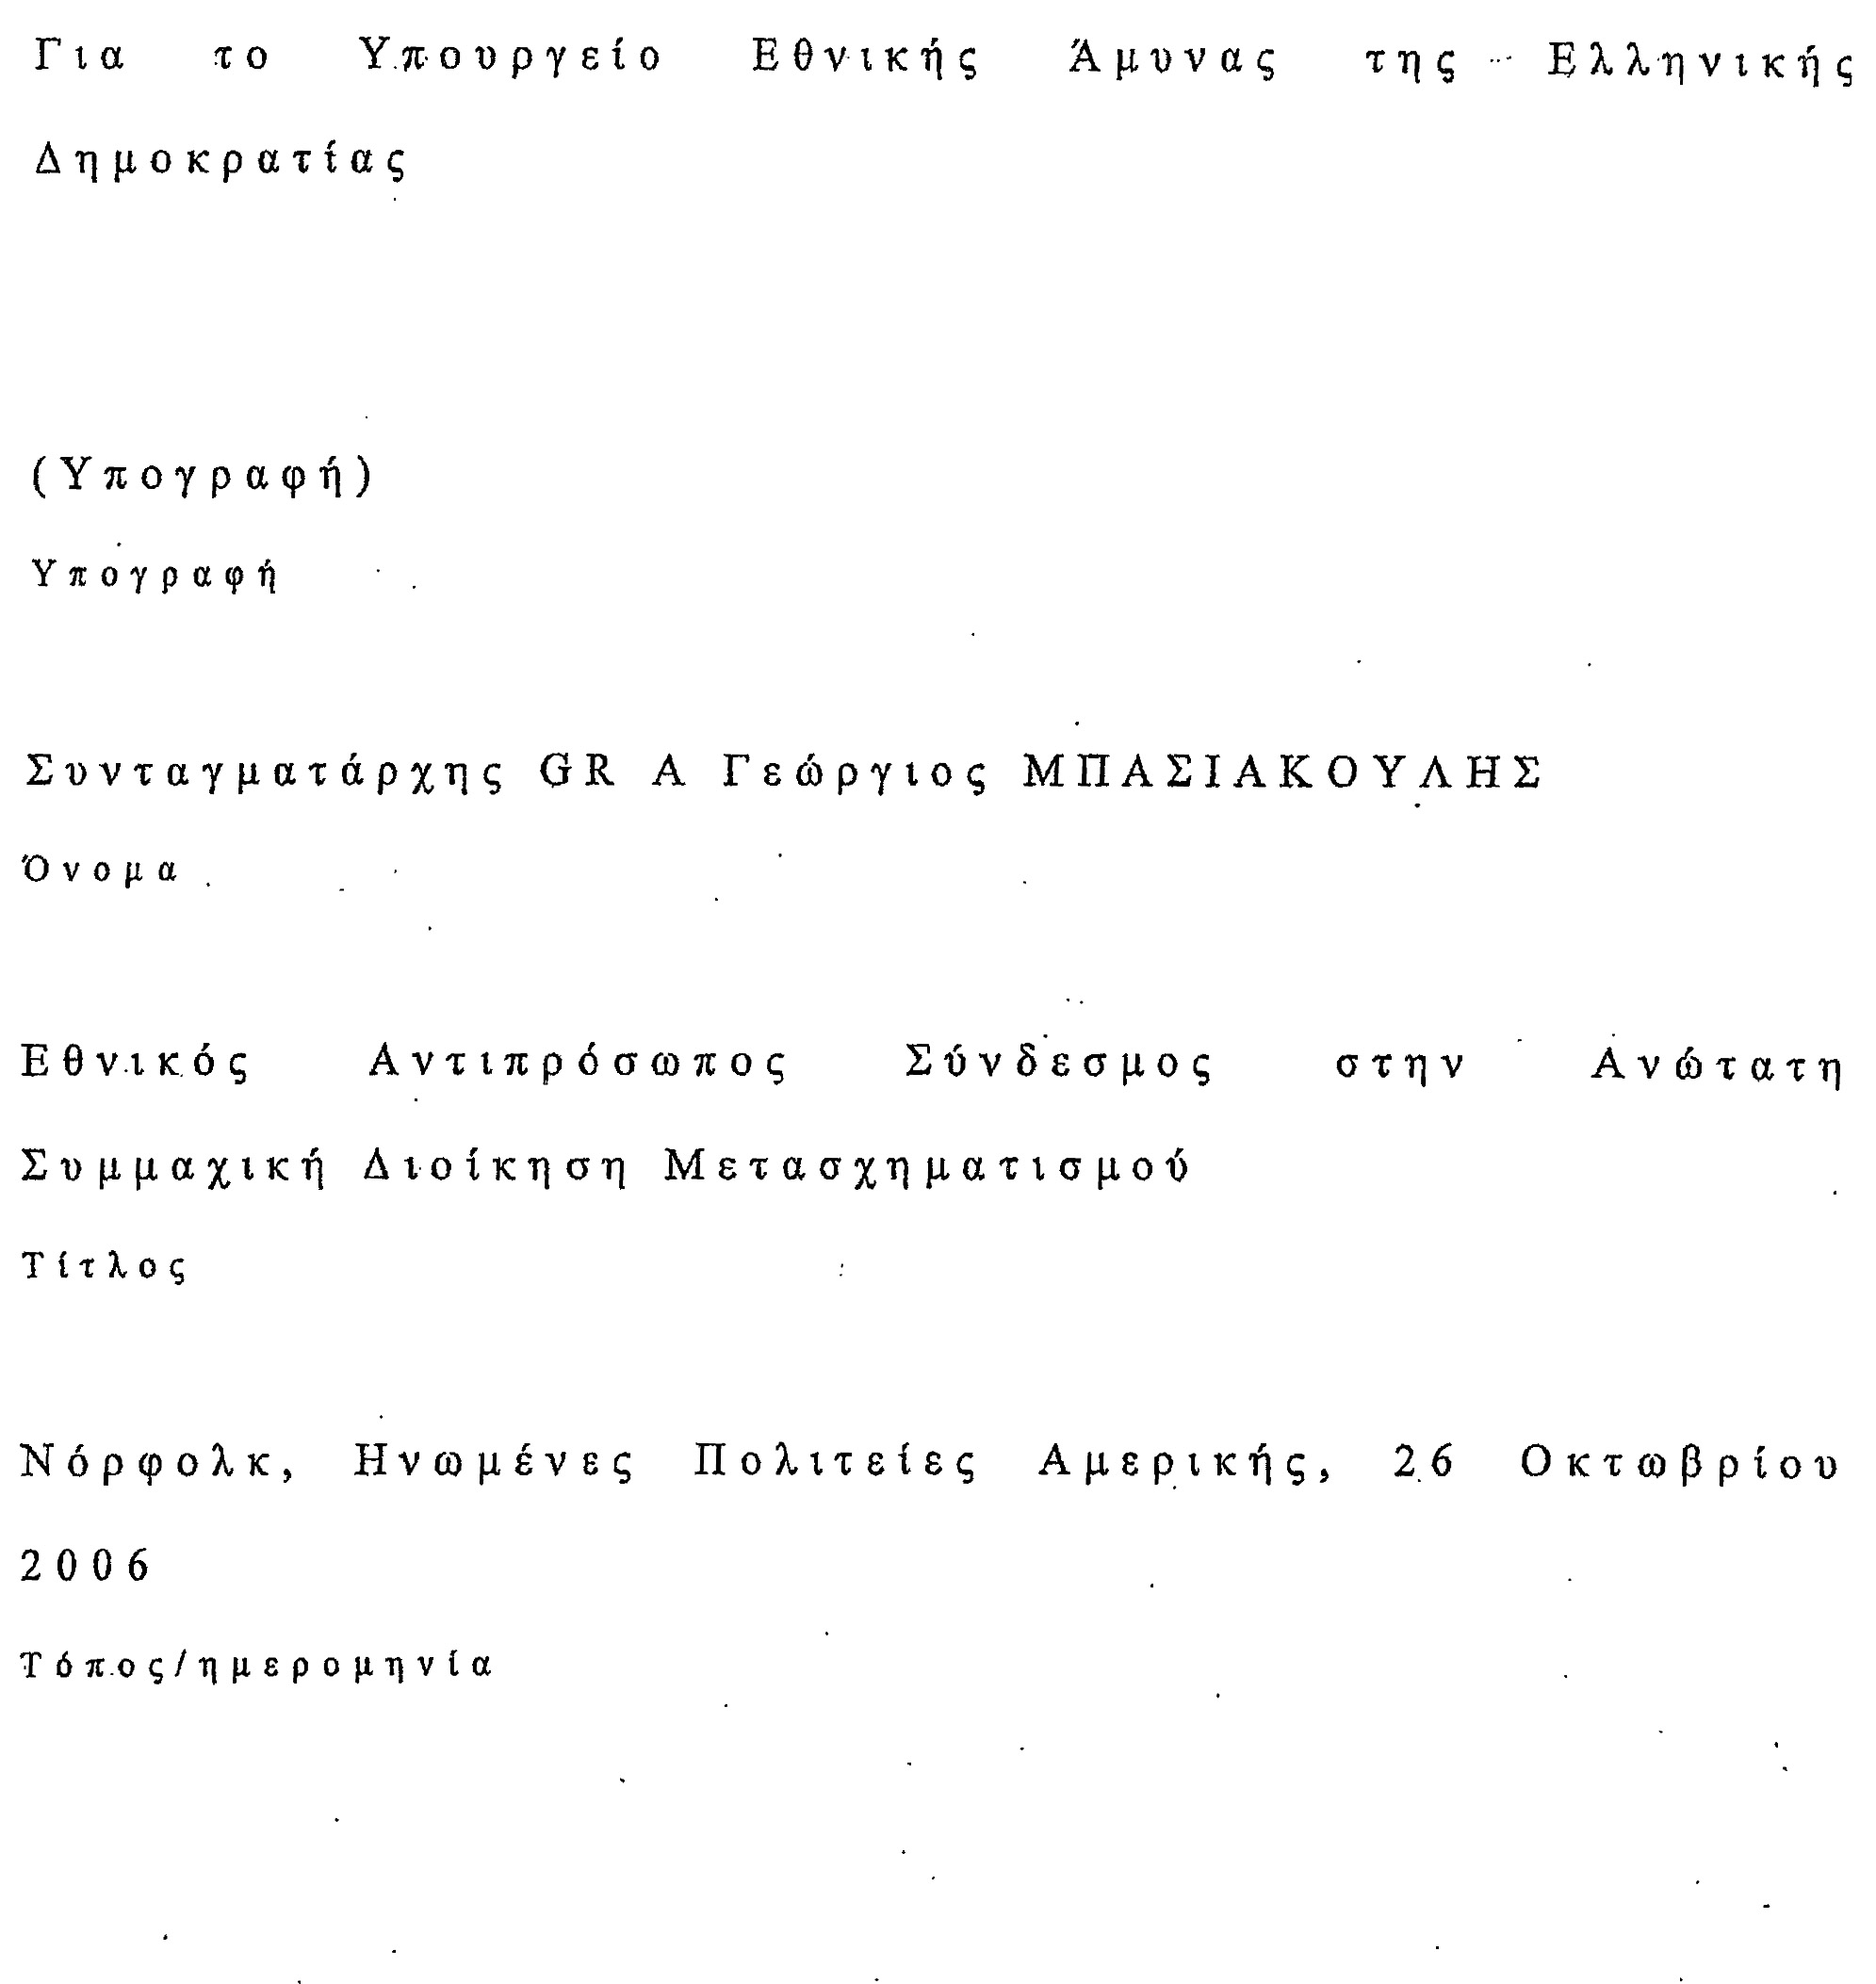 Για το Υπουργείο Εθνικής Άμυνας της Ελληνικής
Δημοκρατίας
(Υπογραφή)
Υπογραφή
Συνταγματάρχης GR A Γεώργιος ΜΠΑΣΙΑΚΟΥΛΗΣ
Όνομα
Εθνικός Αντιπρόσωπος Σύνδεσμος στην Ανώτατη
Συμμαχική Διοίκηση Μετασχηματισμού
Τίτλος
Νόρφολκ, Ηνωμένες Πολιτείες Αμερικής, 26 Οκτωβρίου
2006
Τόπος/ημερομηνία